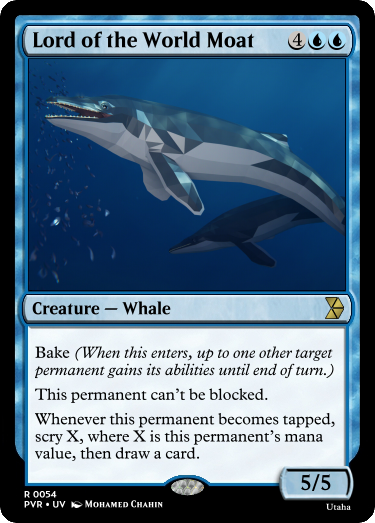 Lord of the World Moat 4
Creature — Whale
Bake (When this enters, up to one other target
permanent gains its abilities until end of turn.)
This permanent can't be blocked.
Whenever this permanent becomes tapped,
scry X, where X is this permanent's mana
value, then draw a card.
5/5
R 0054
PVR • UV Mohamed Chahin
Utaha